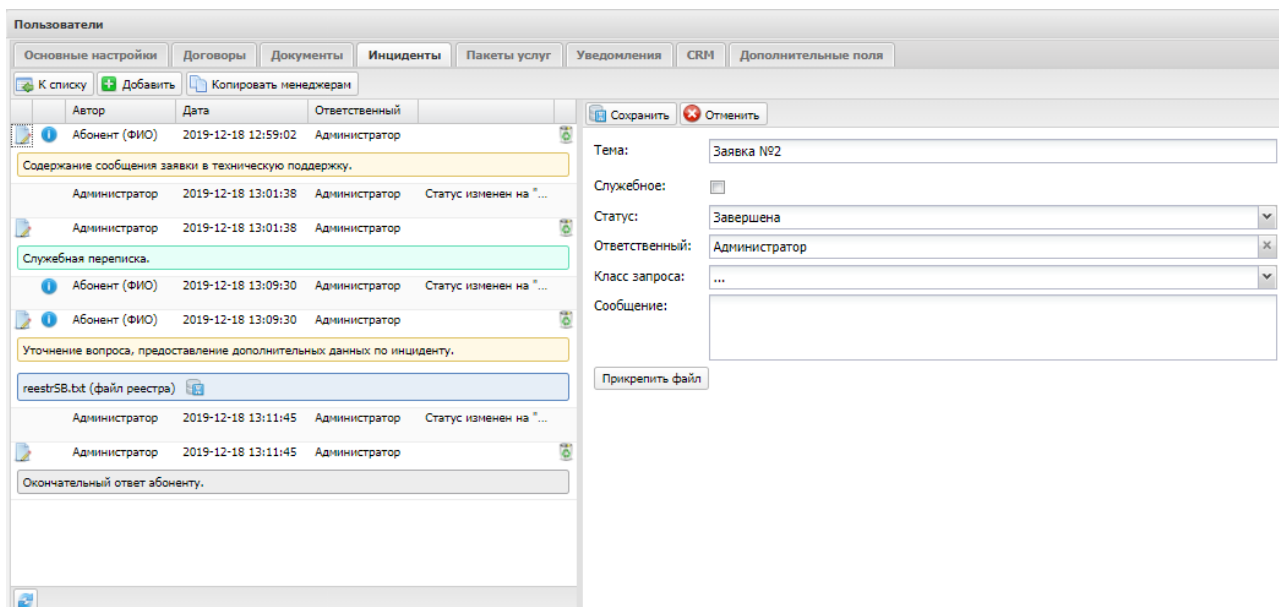 Пользователи
Основные настройки Договоры Документы Инциденты Пакеты услуг Уведомления CRM Дополнительные поля
К списку Добавить Копировать менеджерам
Автор Дата Ответственный
Абонент (ФИО) 2019-12-18 12:59:02 Администратор
Содержание сообщения заявки в техническую поддержку.
Администратор 2019-12-18 13:01:38 Администратор Статус изменен на "...
Администратор 2019-12-18 13:01:38 Администратор
Служебная переписка.
Абонент (ФИО) 2019-12-18 13:09:30 Администратор Статус изменен на "...
Абонент (ФИО) 2019-12-18 13:09:30 Администратор
Уточнение вопроса, предоставление дополнительных данных по инциденту.
reestrSB.txt (файл реестра)
Администратор 2019-12-18 13:11:45 Администратор Статус изменен на "...
Администратор 2019-12-18 13:11:45 Администратор
Окончательный ответ абоненту.
Сохранить Отменить
Тема: Заявка №2
Служебное:
Статус: Завершена
Ответственный: Администратор
Класс запроса: ...
Сообщение:
Прикрепить файл